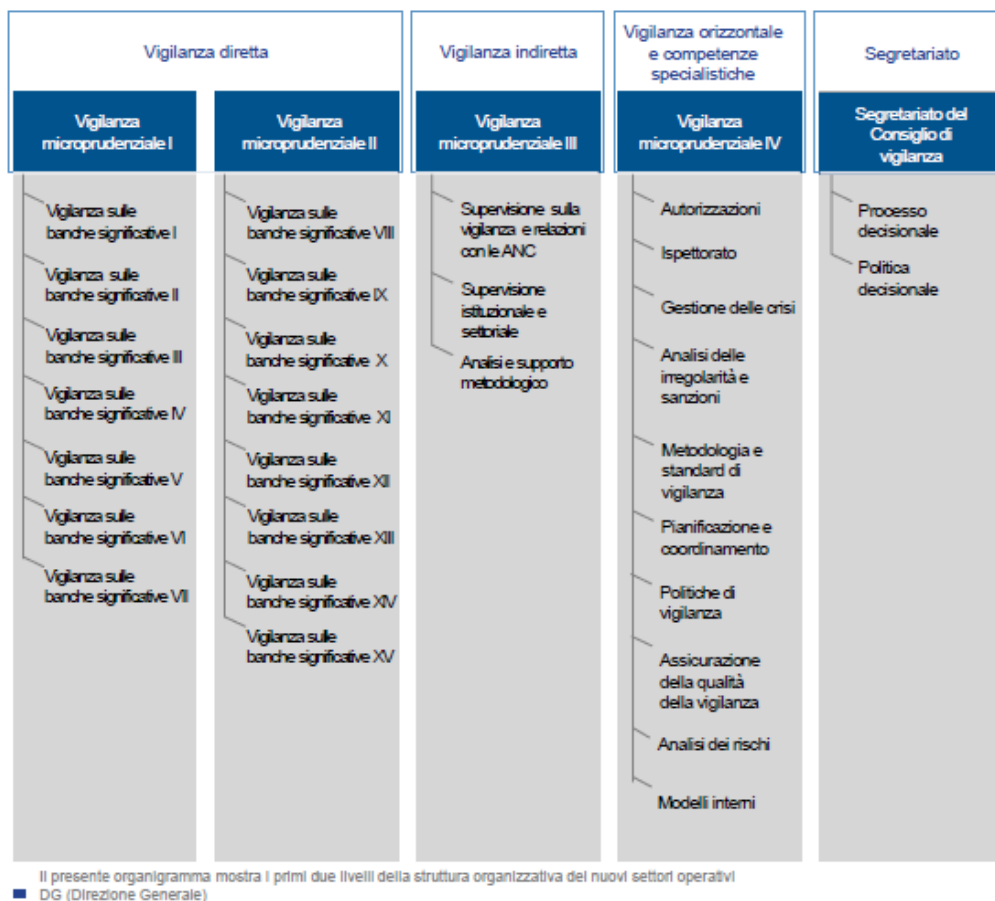 Vigilanza diretta
Vigilanza indiretta
Vigilanza orizzontale
e competenze
specialistiche
Segretariato
Vigilanza
microprudenziale I
Vigilanza
microprudenziale II
Vigilanza
microprudenziale III
Vigilanza
microprudenziale IV
Segretariato del
Consiglio di
vigilanza
Vigilanza sulle
banche significative I
Vigilanza sulle
banche significative II
Vigilanza sulle
banche significative III
Vigilanza sulle
banche significative IV
Vigilanza sulle
banche significative V
Vigilanza sulle
banche significative VI
Vigilanza sulle
banche significative VII
Vigilanza sulle
banche significative VIII
Vigilanza sulle
banche significative IX
Vigilanza sulle
banche significative X
Vigilanza sulle
banche significative XI
Vigilanza sulle
banche significative XII
Vigilanza sulle
banche significative XIII
Vigilanza sulle
banche significative XIV
Vigilanza sulle
banche significative XV
Supervisione sulla
vigilanza e relazioni
con le ANC
Supervisione
istituzionale e
settoriale
Analisi e supporto
metodologico
Autorizzazioni
Ispettorato
Gestione delle crisi
Analisi delle
irregolarità e
sanzioni
Metodologia e
standard di
vigilanza
Pianificazione e
coordinamento
Politiche di
vigilanza
Assicurazione
della qualità
della vigilanza
Analisi dei rischi
Modelli interni
Processo
decisionale
Politica
decisionale
Il presente organigramma mostra i primi due livelli della struttura organizzativa dei nuovi settori operativi
DG (Direzione Generale)